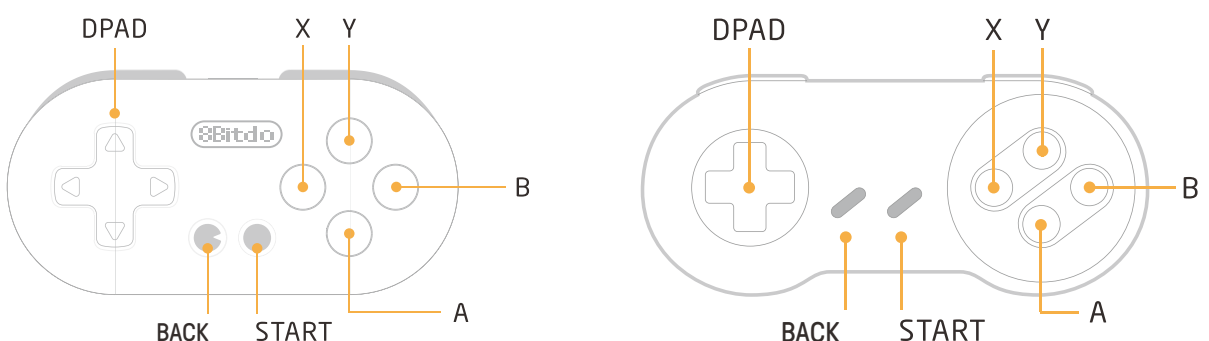 DPAD X Y
8Bitdo
B
A
BACK START
DPAD X Y
B
A
BACK START